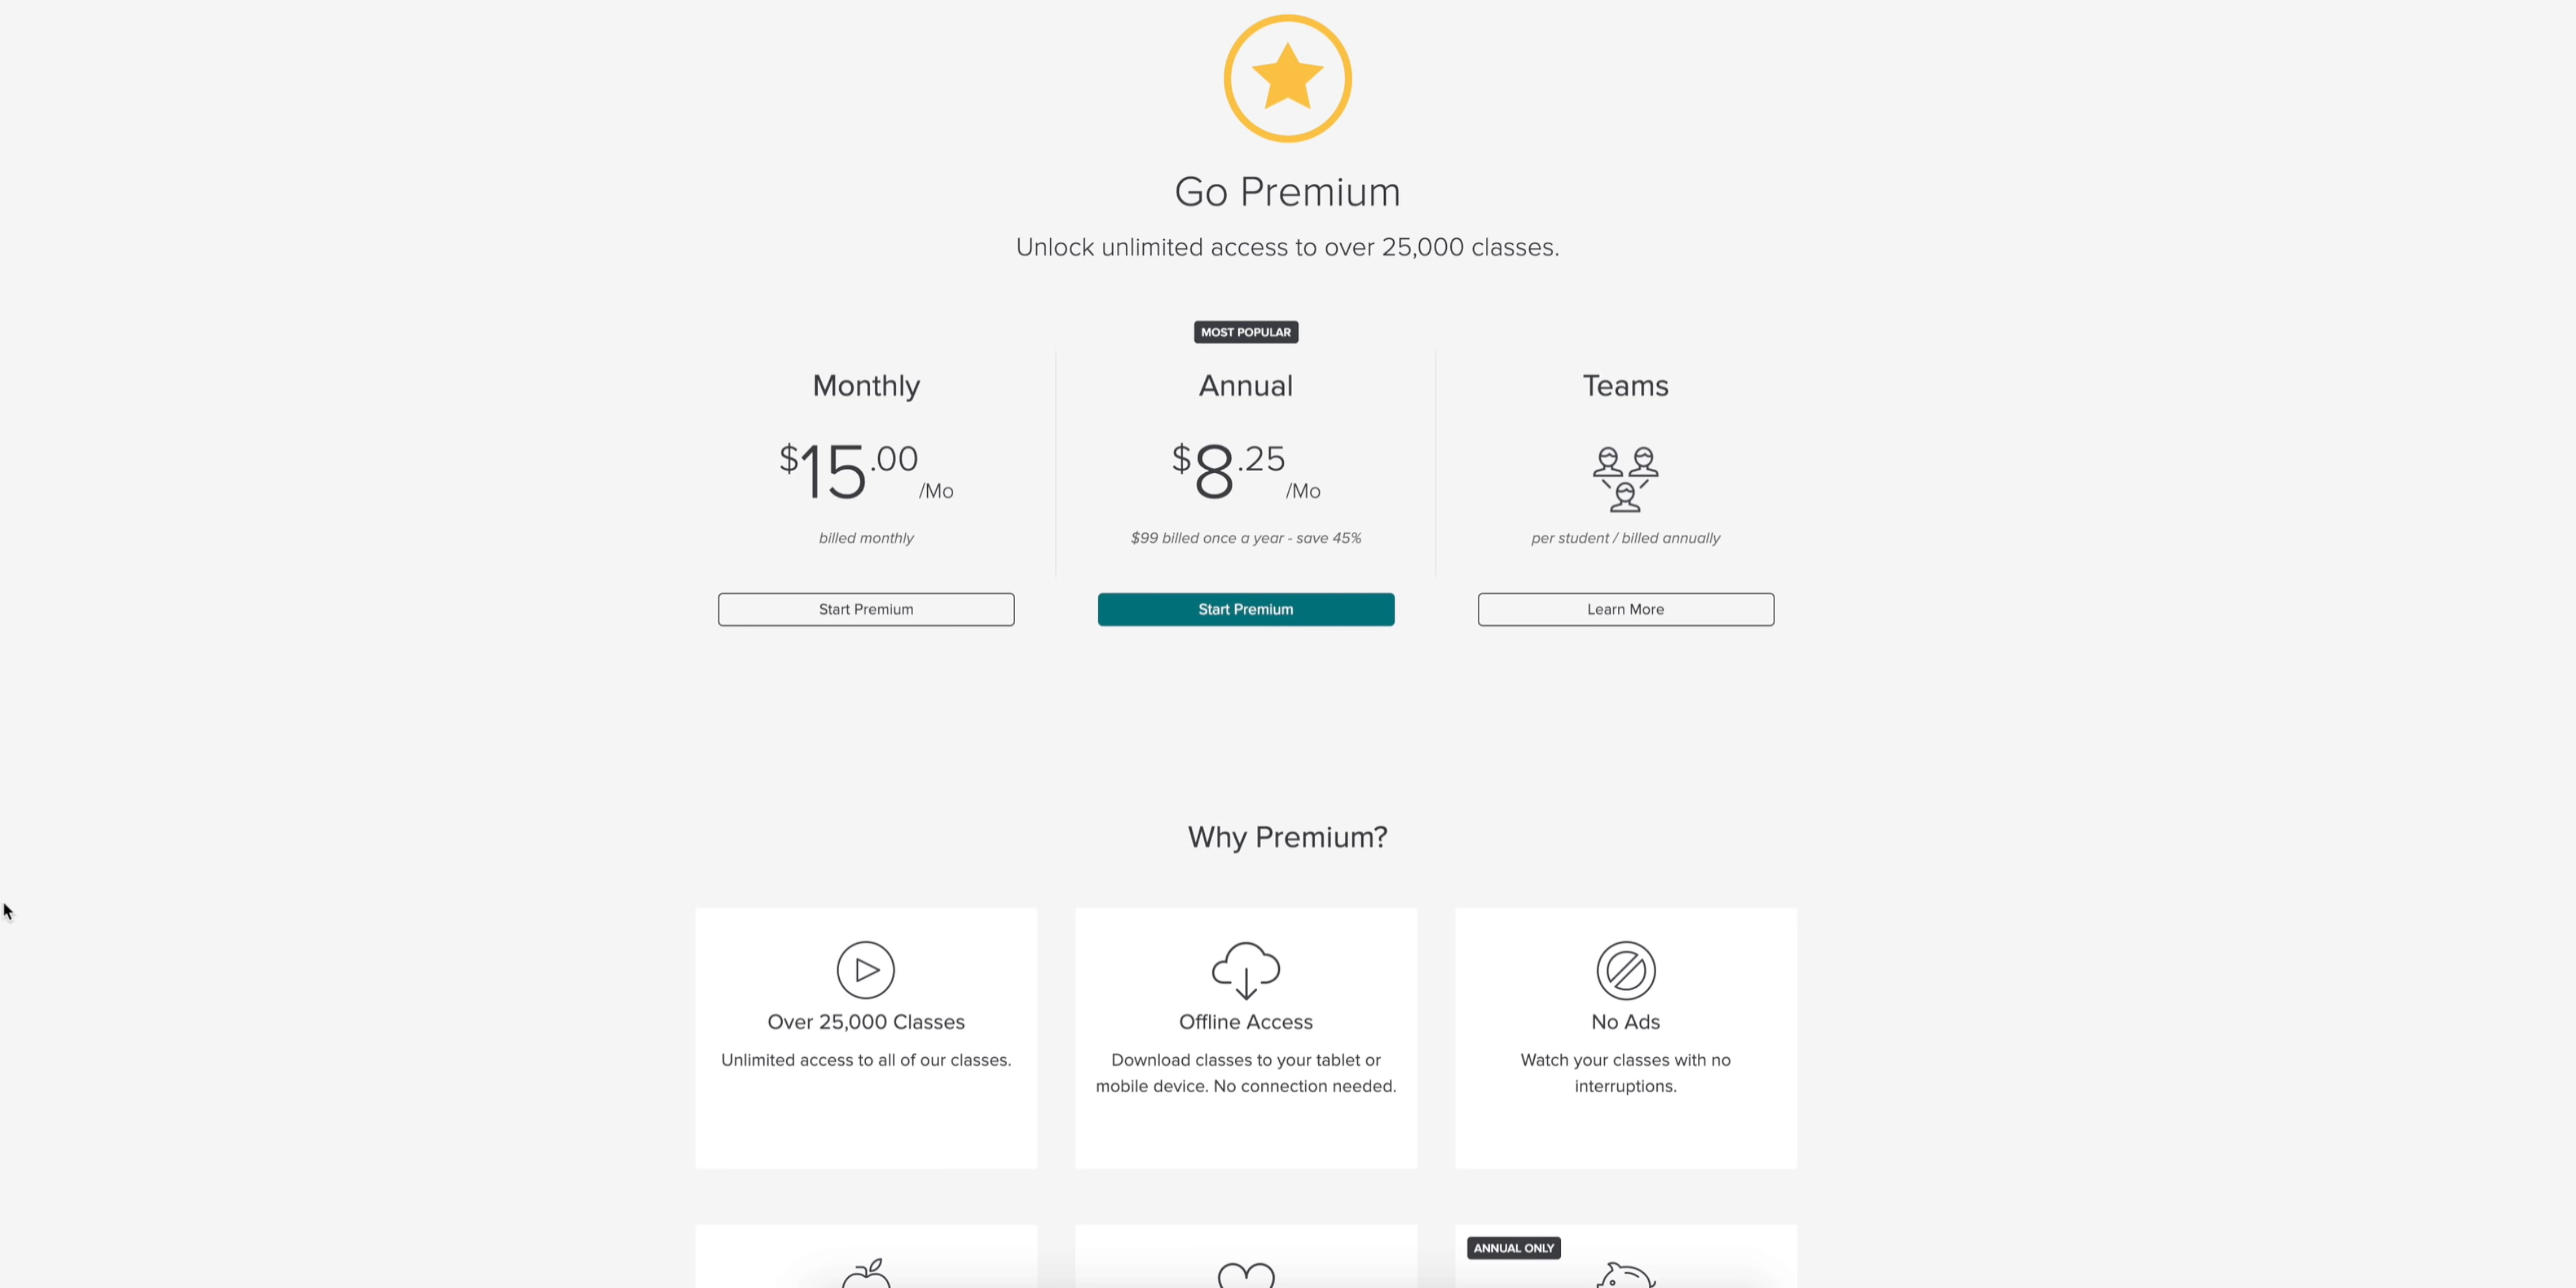 Go Premium
Unlock unlimited access to over 25,000 classes.
MOST POPULAR
Monthly
$15.00 /Mo
billed monthly
Start Premium
Annual
$8.25 /Mo
$99 billed once a year - save 45%
Start Premium
Teams
per student / billed annually
Learn More
Why Premium?
Over 25,000 Classes
Unlimited access to all of our classes.
Offline Access
Download classes to your tablet or
mobile device. No connection needed.
No Ads
Watch your classes with no
interruptions.
ANNUAL ONLY